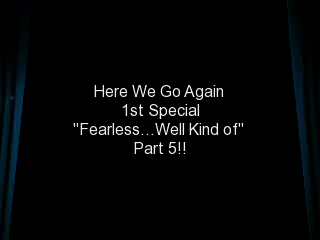 Here We Go Again
1st Special
"Fearless...Well Kind of"
Part 5!!